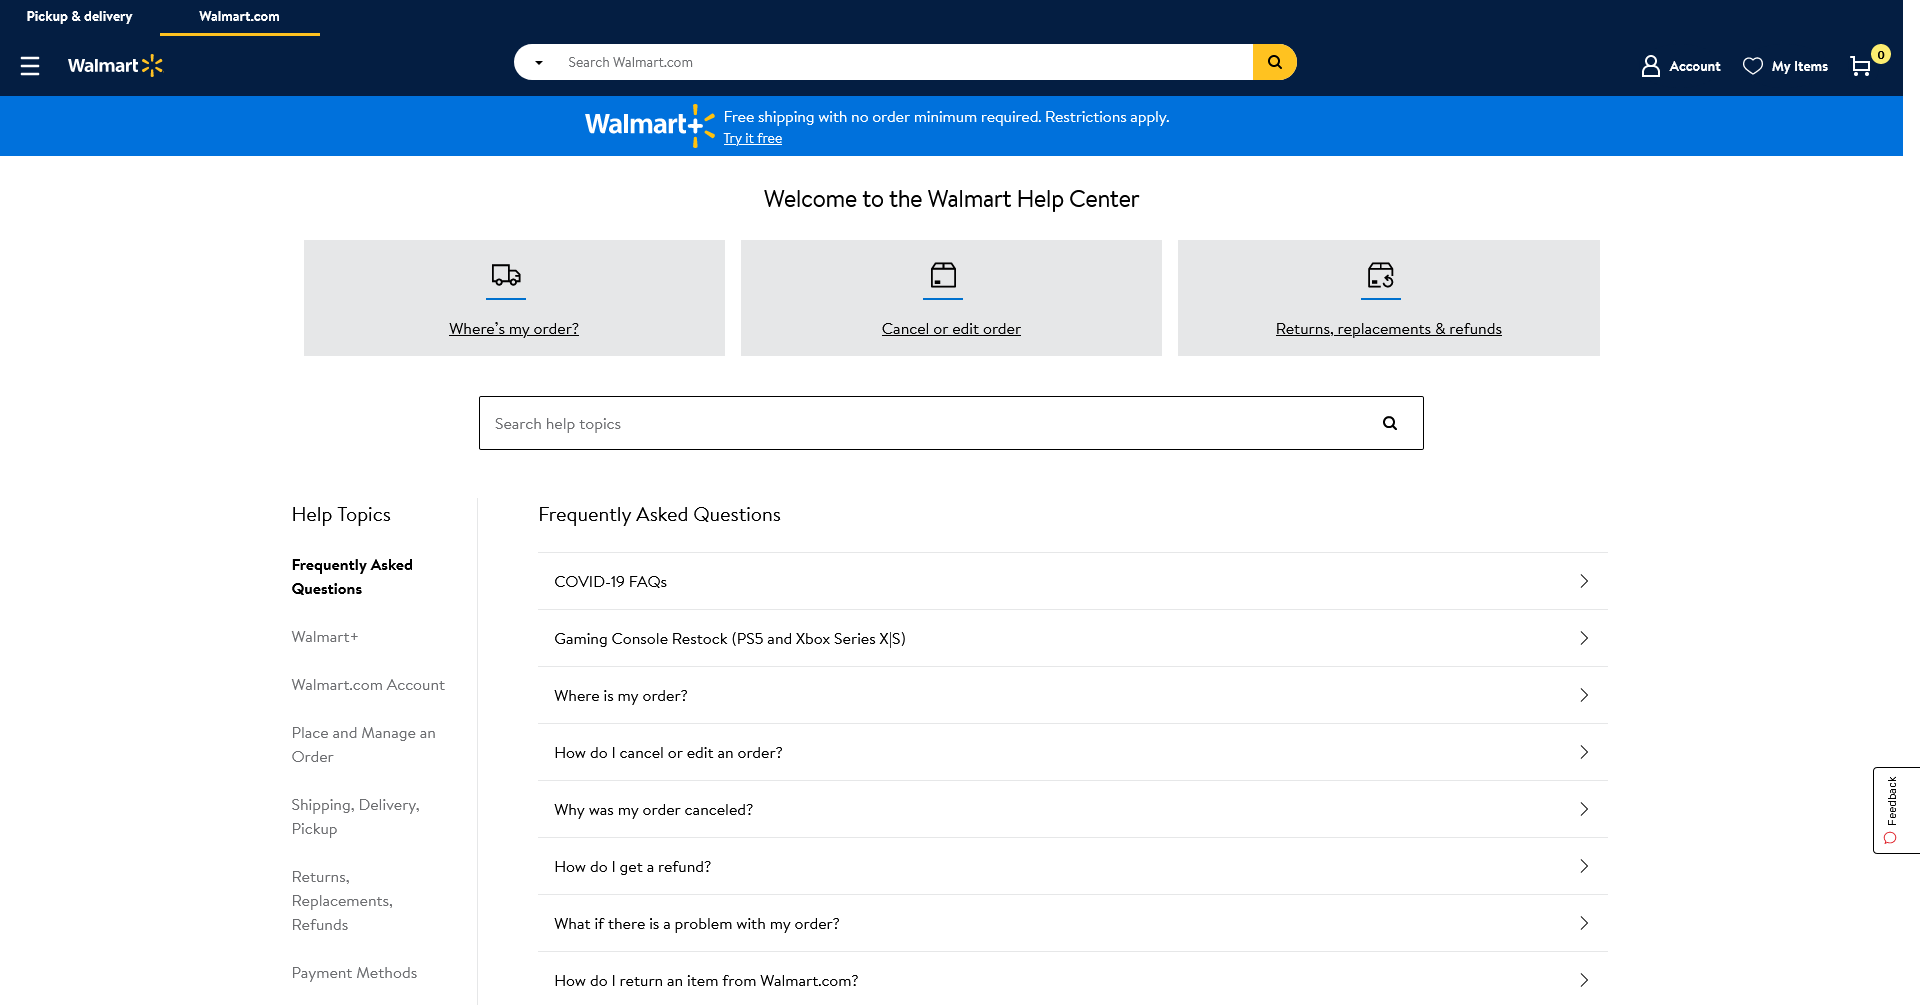 Pickup & delivery
Walmart.com
Walmart
Search Walmart.com
Account
My Items
0
Walmart+
Free shipping with no order minimum required. Restrictions apply.
Try it free
Welcome to the Walmart Help Center
Where's my order?
Cancel or edit order
Returns, replacements & refunds
Search help topics
Help Topics
Frequently Asked
Questions
Walmart+
Walmart.com Account
Place and Manage an
Order
Shipping, Delivery,
Pickup
Returns,
Replacements,
Refunds
Payment Methods
Frequently Asked Questions
COVID-19 FAQs
Gaming Console Restock (PS5 and Xbox Series X|S)
Where is my order?
How do I cancel or edit an order?
Why was my order canceled?
How do I get a refund?
What if there is a problem with my order?
How do I return an item from Walmart.com?
Feedback